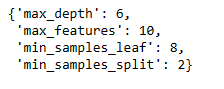 {'max_depth': 6,
'max_features': 10,
'min_samples_leaf': 8,
'min_samples_split': 2}